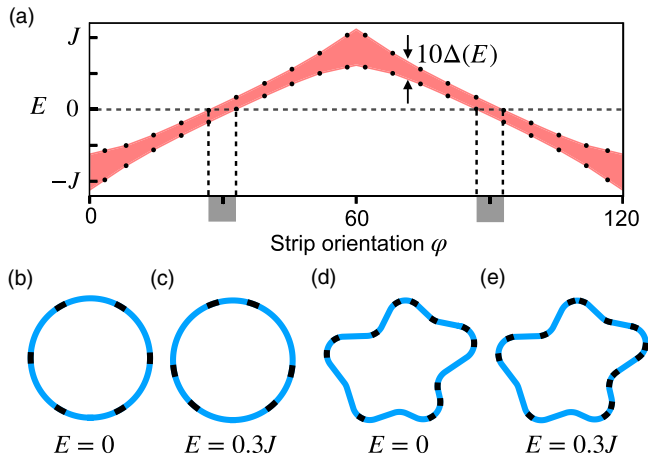 (a)
J
10Δ(E)
E 0
−J
0 60 120
Strip orientation φ
(b) (c) (d) (e)
E = 0 E = 0.3J E = 0 E = 0.3J